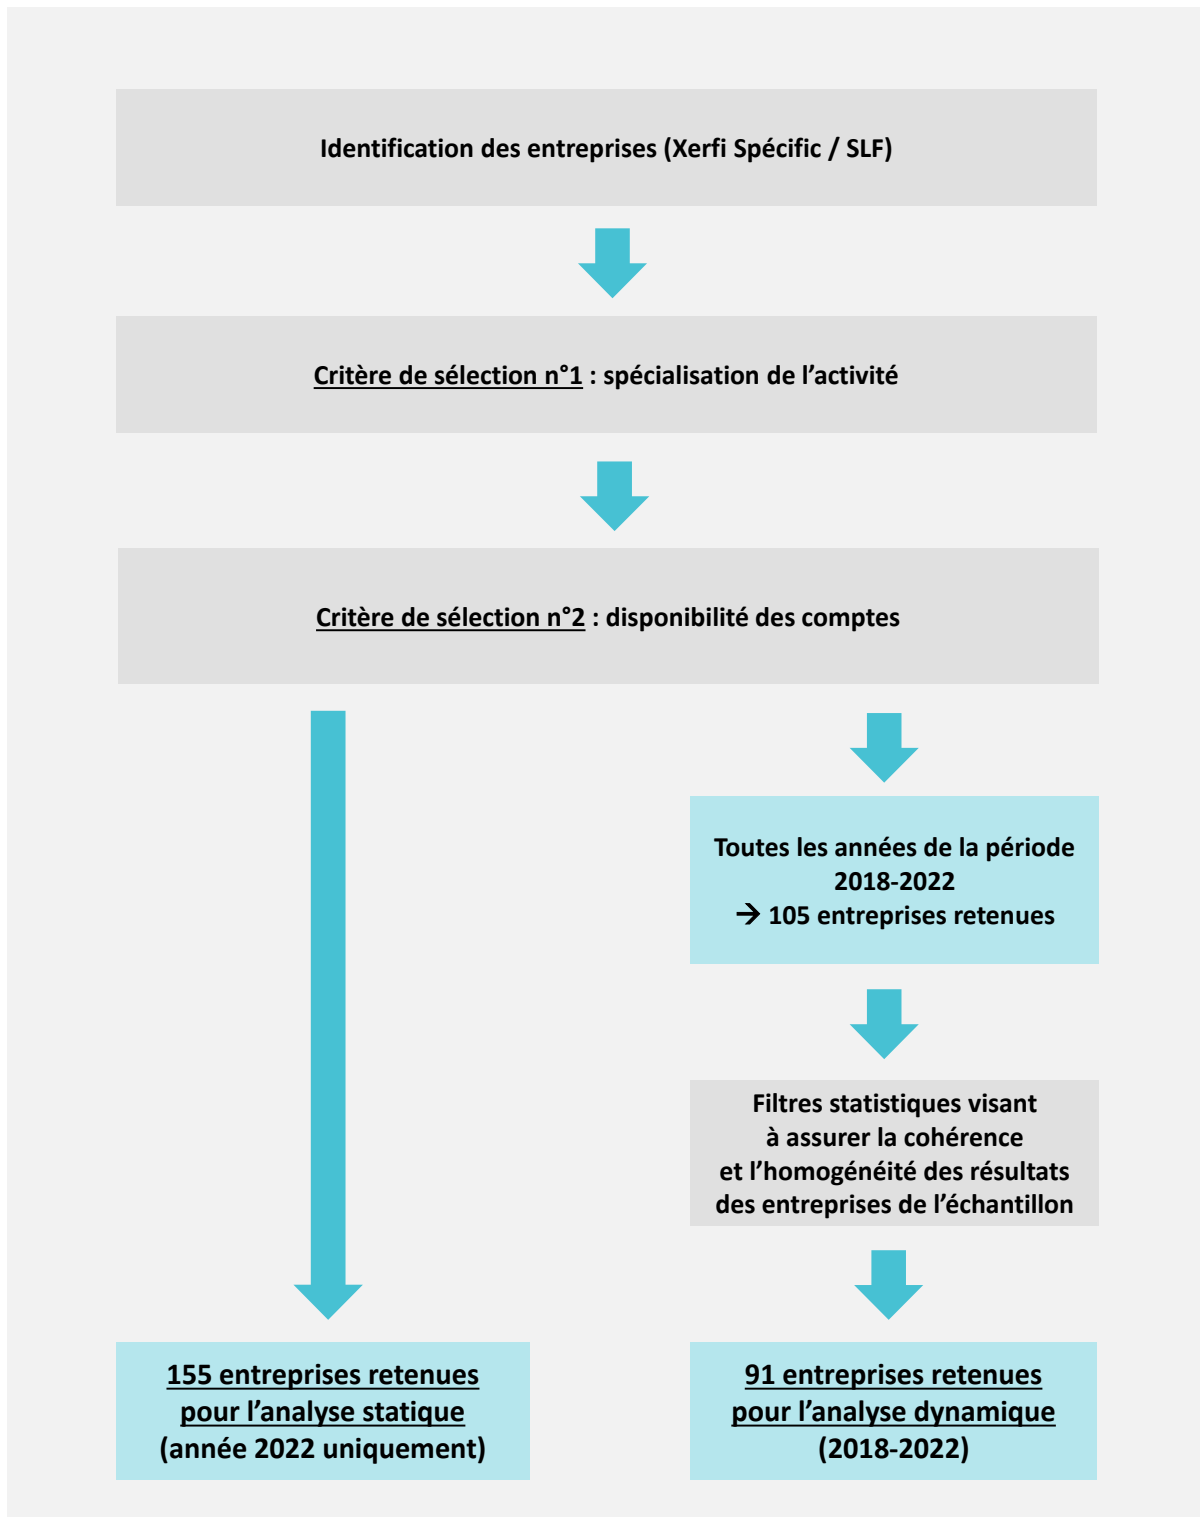 Identification des entreprises (Xerfi Spécific / SLF)
Critère de sélection n°1 : spécialisation de l’activité
Critère de sélection n°2 : disponibilité des comptes
Toutes les années de la période
2018-2022
→ 105 entreprises retenues
Filtres statistiques visant
à assurer la cohérence
et l’homogénéité des résultats
des entreprises de l’échantillon
155 entreprises retenues
pour l’analyse statique
(année 2022 uniquement)
91 entreprises retenues
pour l’analyse dynamique
(2018-2022)